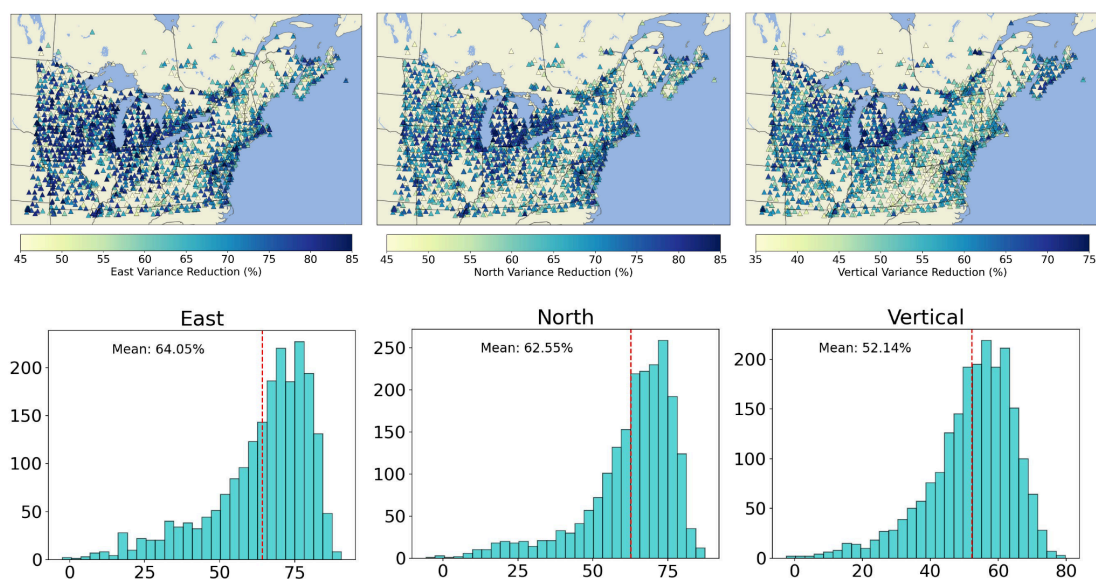 45 50 55 60 65 70 75 80 85
East Variance Reduction (%)
45 50 55 60 65 70 75 80 85
North Variance Reduction (%)
35 40 45 50 55 60 65 70 75
Vertical Variance Reduction (%)
East
Mean: 64.05%
200
150
100
50
0
0 25 50 75
North
Mean: 62.55%
250
200
150
100
50
0
0 25 50 75
Vertical
Mean: 52.14%
200
150
100
50
0
0 20 40 60 80